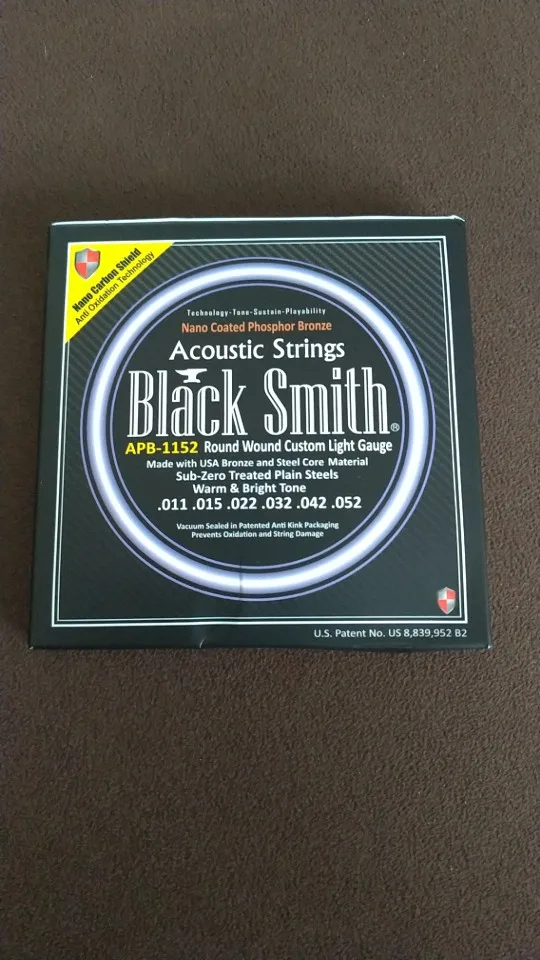 Nano Carbon Shield
Anti Oxidation Technology
Technology-Tone-Sustain-Playability
Nano Coated Phosphor Bronze
Acoustic Strings
Black Smith®
APB-1152 Round Wound Custom Light Gauge
Made with USA Bronze and Steel Core Material
Sub-Zero Treated Plain Steels
Warm & Bright Tone
.011 .015 .022 .032 .042 .052
Vacuum Sealed in Patented Anti Kink Packaging
Prevents Oxidation and String Damage
U.S. Patent No. US 8,839,952 B2